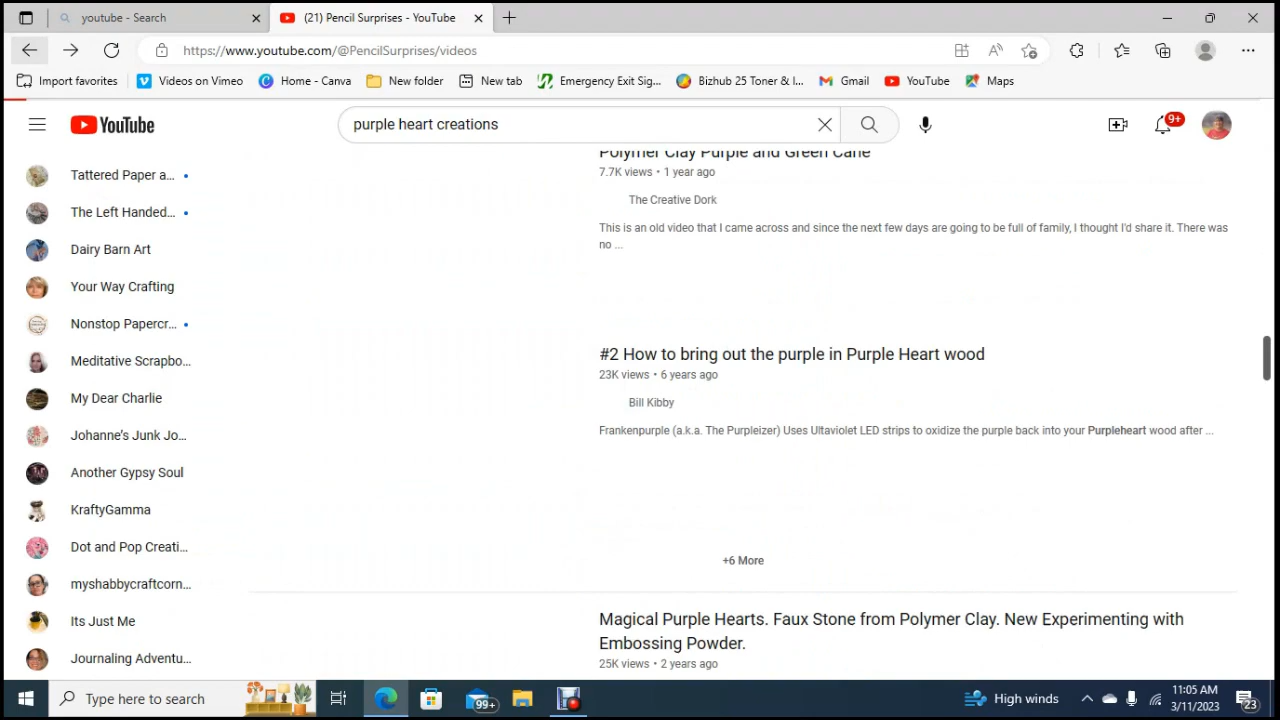 youtube - Search
(21) Pencil Surprises - YouTube
https://www.youtube.com/@PencilSurprises/videos
Import favorites
Videos on Vimeo
Home - Canva
New folder
New tab
Emergency Exit Sig...
Bizhub 25 Toner & I...
Gmail
YouTube
Maps
YouTube
purple heart creations
9+
Tattered Paper a...
The Left Handed...
Dairy Barn Art
Your Way Crafting
Nonstop Papercr...
Meditative Scrapbo...
My Dear Charlie
Johanne's Junk Jo...
Another Gypsy Soul
KraftyGamma
Dot and Pop Creati...
myshabbycraftcorn...
Its Just Me
Journaling Adventu...
Polymer Clay Purple and Green Cane
7.7K views • 1 year ago
The Creative Dork
This is an old video that I came across and since the next few days are going to be full of family, I thought I'd share it. There was
no ...
#2 How to bring out the purple in Purple Heart wood
23K views • 6 years ago
Bill Kibby
Frankenpurple (a.k.a. The Purpleizer) Uses Ultaviolet LED strips to oxidize the purple back into your Purpleheart wood after ...
+6 More
Magical Purple Hearts. Faux Stone from Polymer Clay. New Experimenting with
Embossing Powder.
25K views • 2 years ago
Type here to search
99+
High winds
11:05 AM
3/11/2023
23